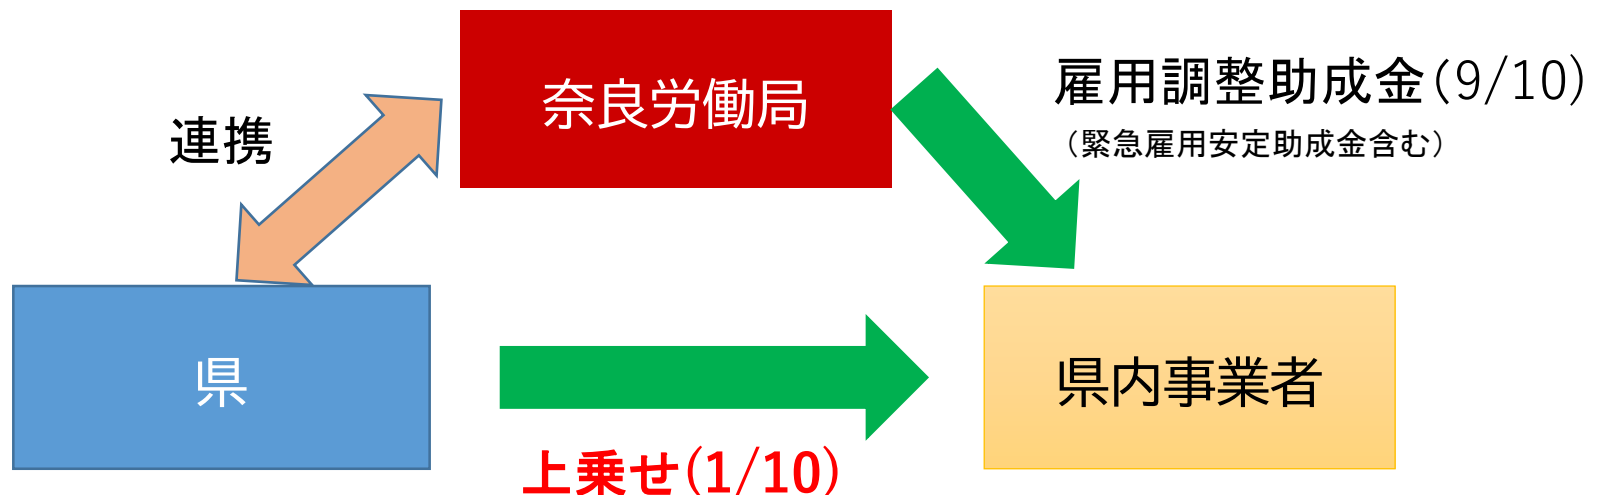 奈良労働局
雇用調整助成金(9/10)
(緊急雇用安定助成金含む)
連携
県
県内事業者
上乗せ(1/10)